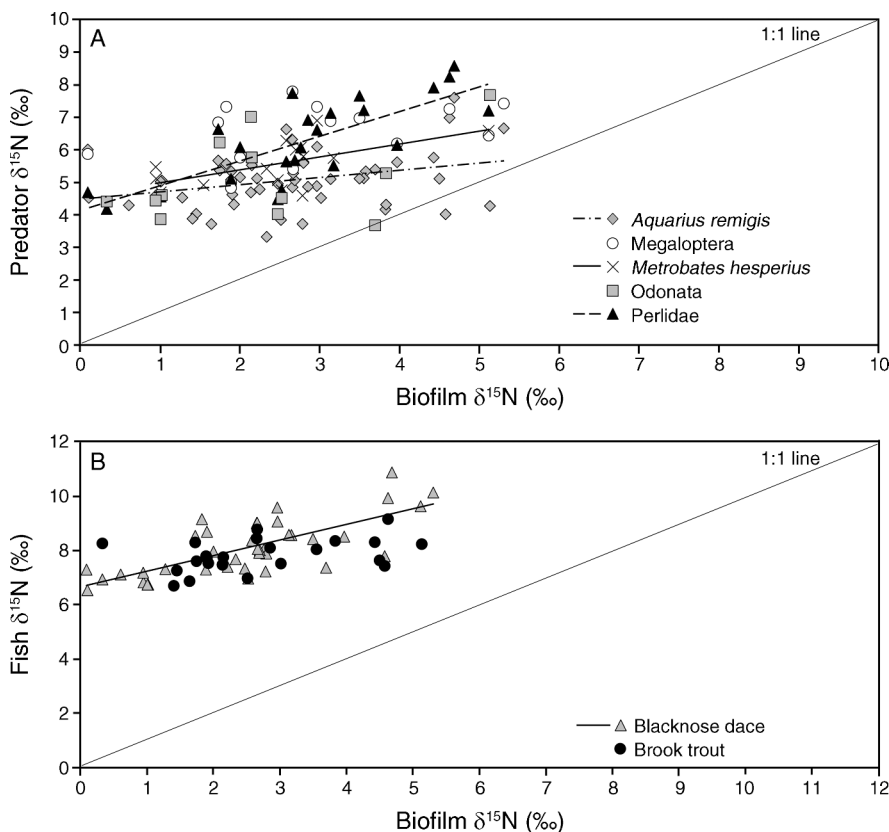 A
1:1 line
10
9
8
7
6
5
4
3
2
1
0
Predator δ15N (‰)
Aquarius remigis
Megaloptera
Metrobates hesperius
Odonata
Perlidae
0 1 2 3 4 5 6 7 8 9 10
Biofilm δ15N (‰)
B
1:1 line
12
10
8
6
4
2
0
Fish δ15N (‰)
Blacknose dace
Brook trout
0 1 2 3 4 5 6 7 8 9 10 11 12
Biofilm δ15N (‰)